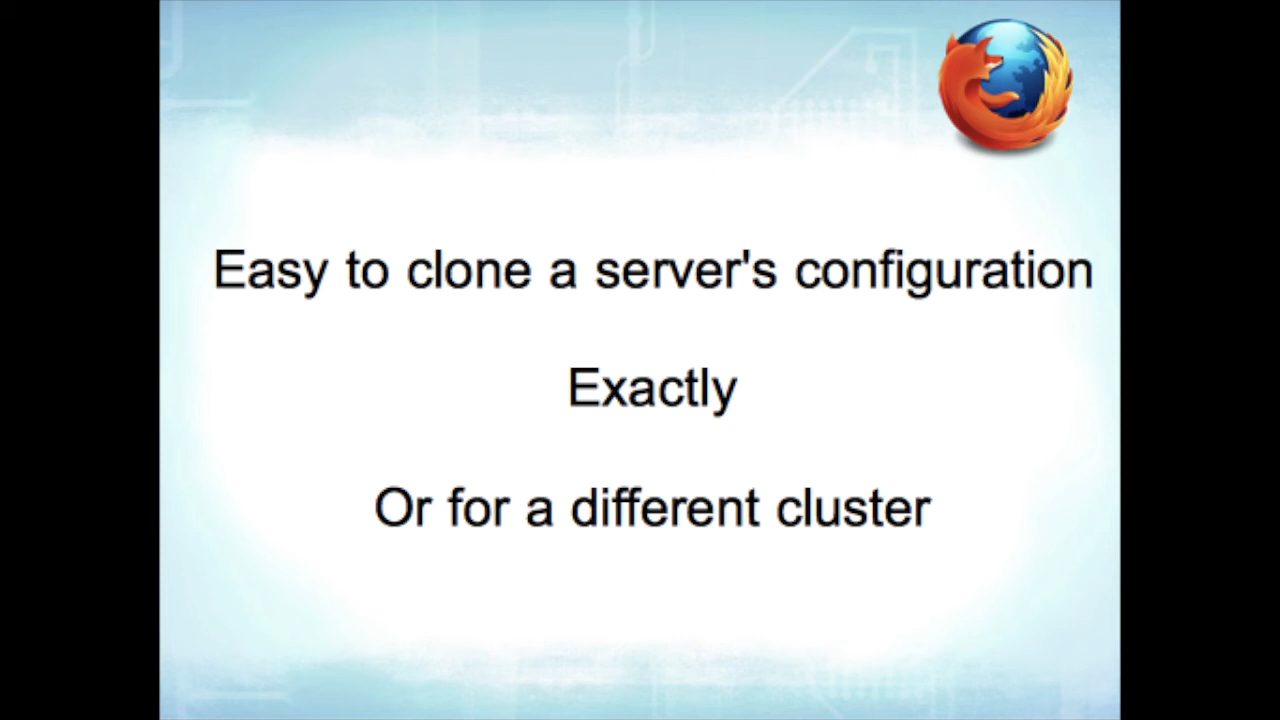 Easy to clone a server's configuration
Exactly
Or for a different cluster